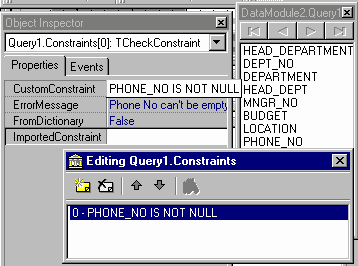 Object Inspector
Query1.Constraints[0]: TCheckConstraint
Properties
Events
CustomConstraint
PHONE_NO IS NOT NULL
ErrorMessage
Phone No can't be empty
FromDictionary
False
ImportedConstraint
DataModule2.Query1
HEAD_DEPARTMENT
DEPT_NO
DEPARTMENT
HEAD_DEPT
MNGR_NO
BUDGET
LOCATION
PHONE_NO
Editing Query1.Constraints
0 - PHONE_NO IS NOT NULL